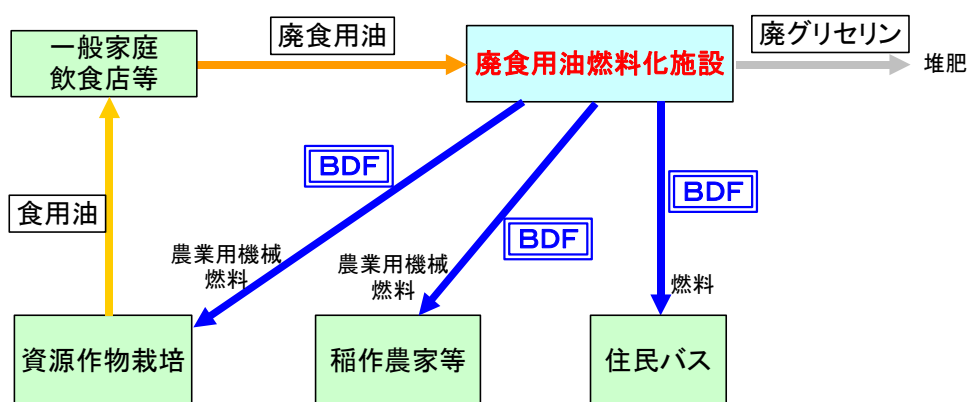 廃食用油
廃グリセリン
一般家庭
飲食店等
廃食用油燃料化施設
堆肥
BDF
BDF
BDF
食用油
農業用機械
燃料
農業用機械
燃料
燃料
資源作物栽培
稲作農家等
住民バス